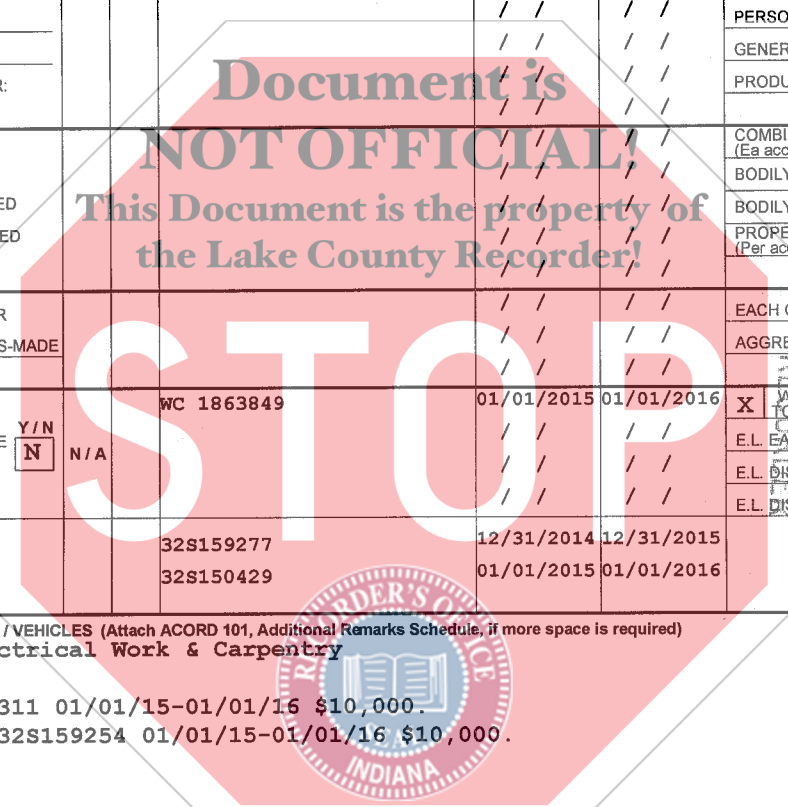 PERSO
GENER
R:
PRODU
Document is
NOT OFFICIAL!
COMBI
(Ea acc
BODILY
ED
This Document is the property of
BODILY
ED
PROPE
(Per acc
the Lake County Recorder!
R
EACH O
S-MADE
AGGRE
STOP
WC 1863849 01/01/2015 01/01/2016 X
Y / N
E N N / A
E.L. EA
E.L. DIS
E.L. DIS
32S159277 12/31/2014 12/31/2015
32S150429 01/01/2015 01/01/2016
/ VEHICLES (Attach ACORD 101, Additional Remarks Schedule, if more space is required)
ctrical Work & Carpentry
RECORDER'S OFFICE
311 01/01/15-01/01/16 $10,000.
32S159254 01/01/15-01/01/16 $10,000.
INDIANA